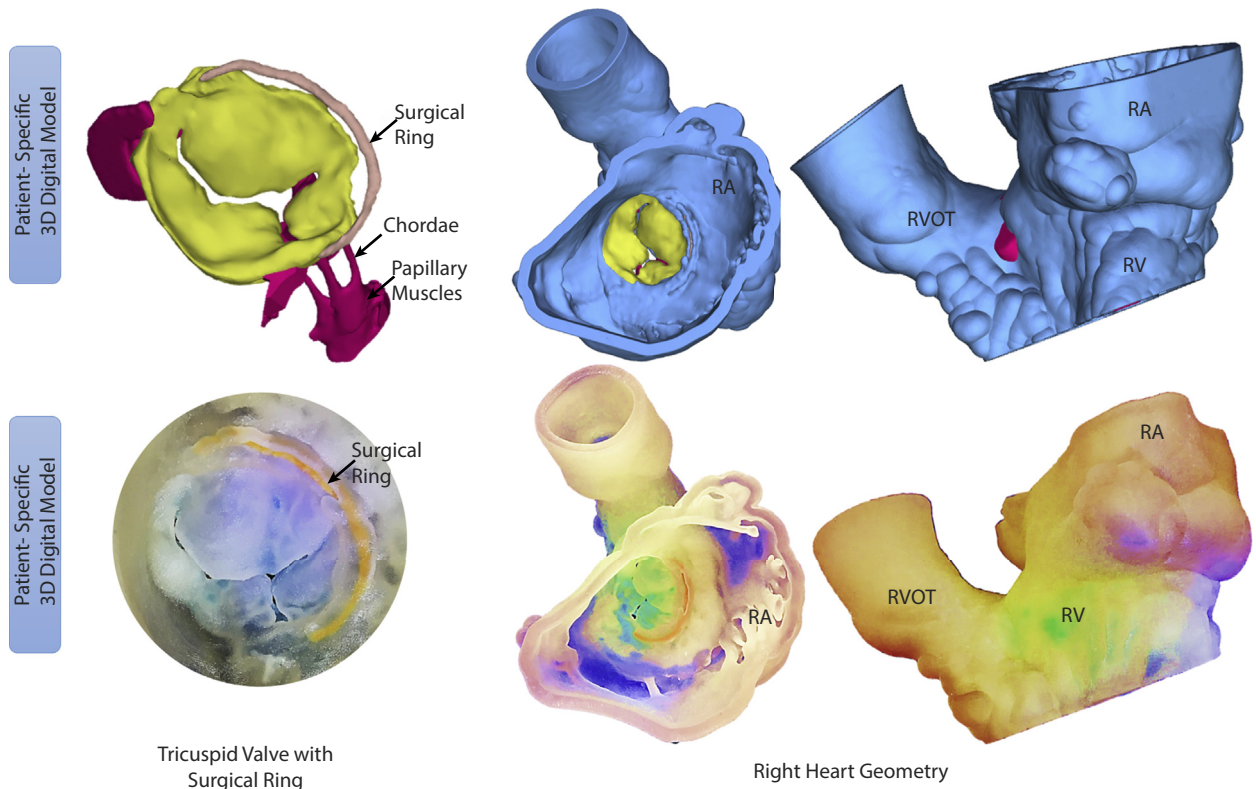 Patient- Specific
3D Digital Model
Surgical
Ring
Chordae
Papillary
Muscles
RA
RVOT
RA
RV
Patient- Specific
3D Digital Model
Surgical
Ring
RA
RVOT
RV
RA
Tricuspid Valve with
Surgical Ring
Right Heart Geometry